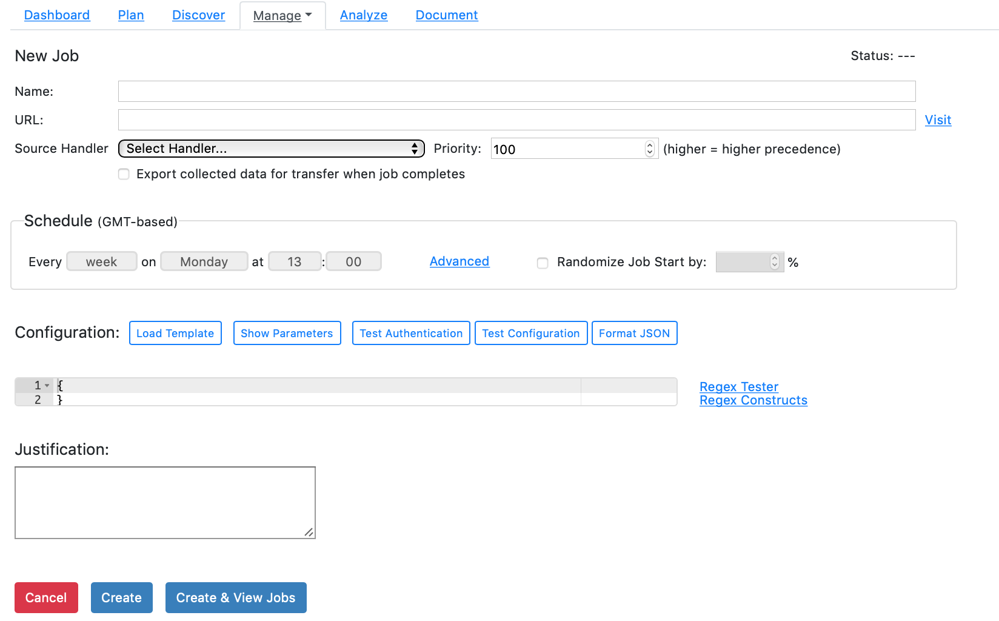 Dashboard Plan Discover Manage Analyze Document
New Job Status: ---
Name:
URL: Visit
Source Handler Select Handler... Priority: 100 (higher = higher precedence)
Export collected data for transfer when job completes
Schedule (GMT-based)
Every week on Monday at 13 : 00 Advanced Randomize Job Start by: %
Configuration: Load Template Show Parameters Test Authentication Test Configuration Format JSON
1 {
2 }
Regex Tester
Regex Constructs
Justification:
Cancel Create Create & View Jobs